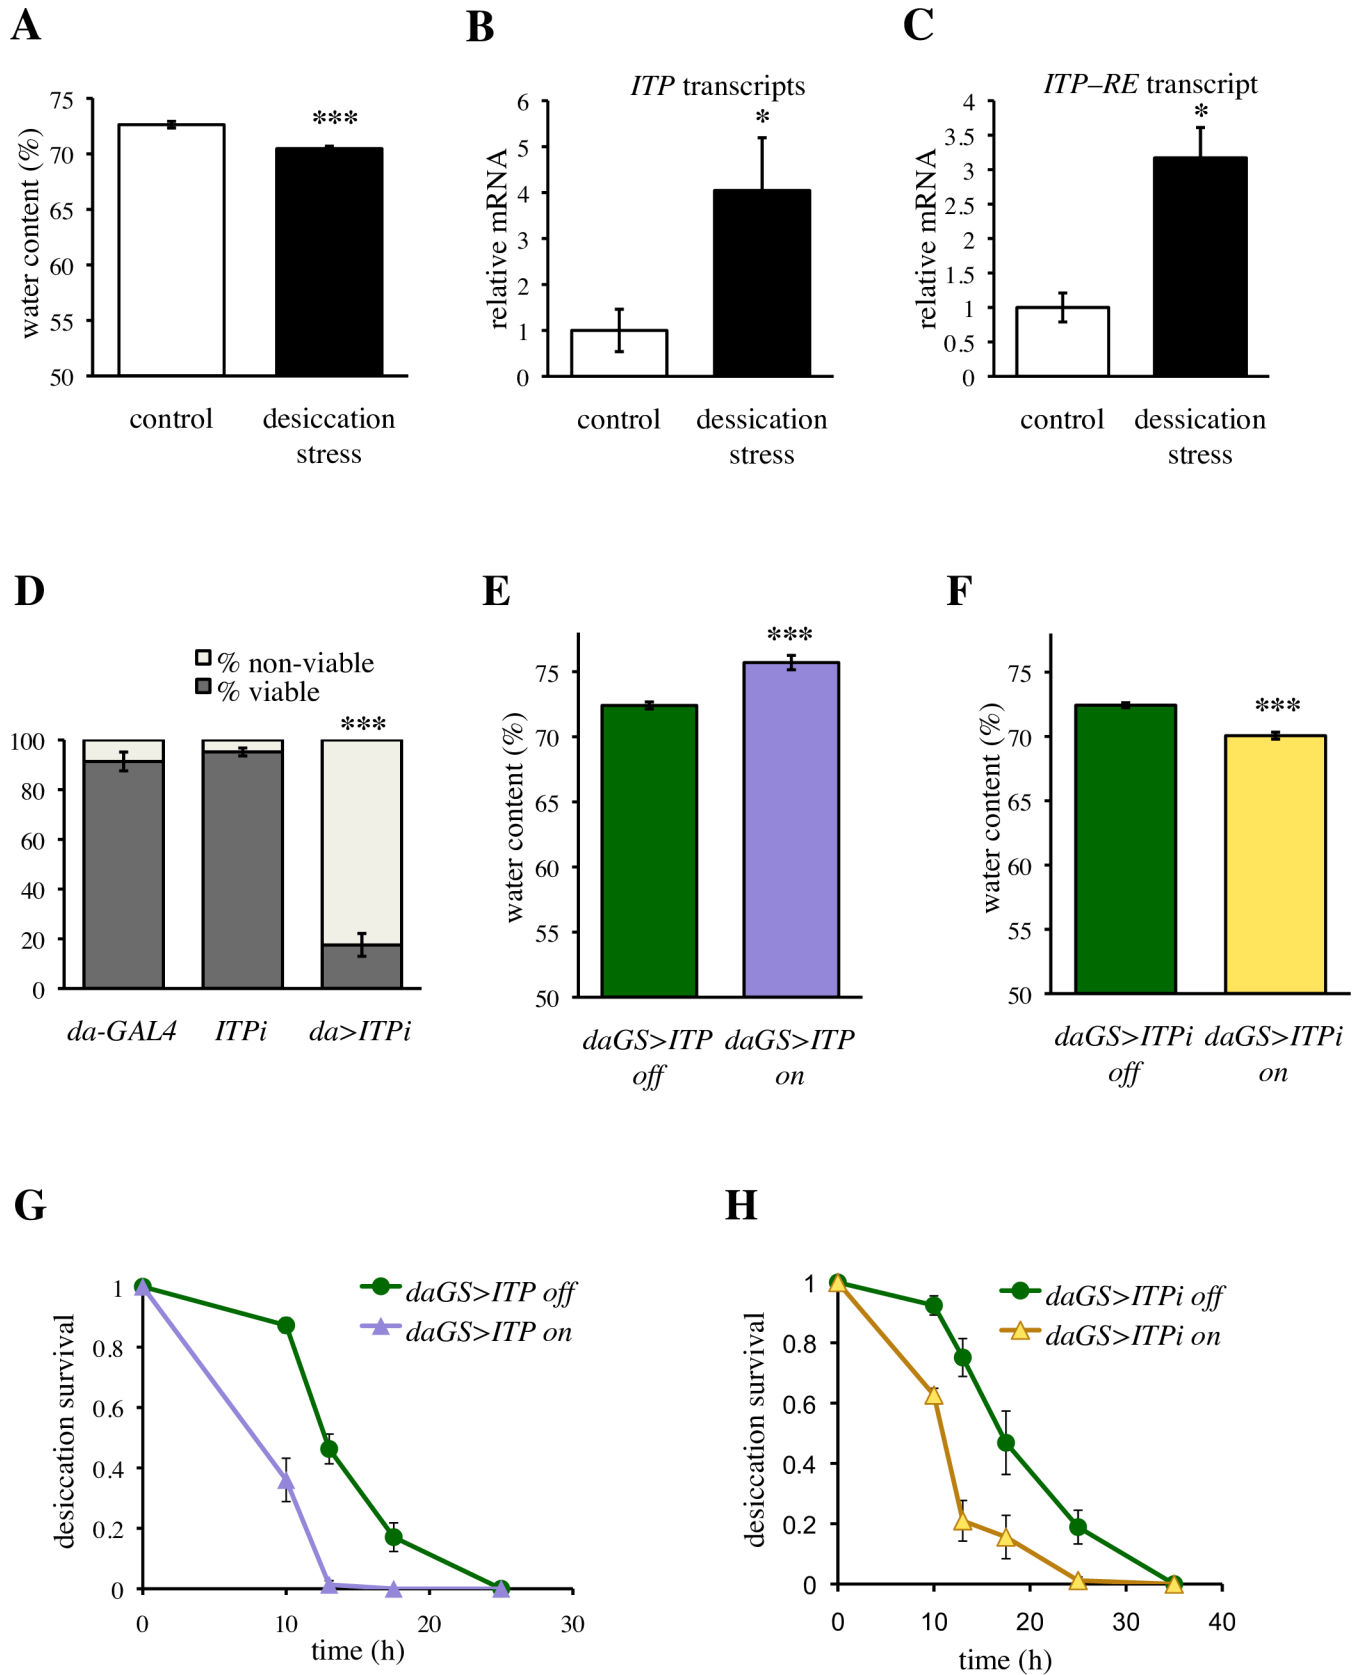 A
water content (%)
75
70
65
60
55
50
***
control
desiccation
stress
B
ITP transcripts
relative mRNA
6
5
4
3
2
1
0
*
control
dessication
stress
C
ITP–RE transcript
relative mRNA
4
3.5
3
2.5
2
1.5
1
0.5
0
*
control
dessication
stress
D
% non-viable
% viable
100
80
60
40
20
0
***
da-GAL4
ITPi
da>ITPi
E
water content (%)
75
70
65
60
55
50
***
daGS>ITP
off
daGS>ITP
on
F
water content (%)
75
70
65
60
55
50
***
daGS>ITPi
off
daGS>ITPi
on
G
desiccation survival
1
0.8
0.6
0.4
0.2
0
daGS>ITP off
daGS>ITP on
0
10
20
30
time (h)
H
desiccation survival
1
0.8
0.6
0.4
0.2
0
daGS>ITPi off
daGS>ITPi on
0
10
20
30
40
time (h)